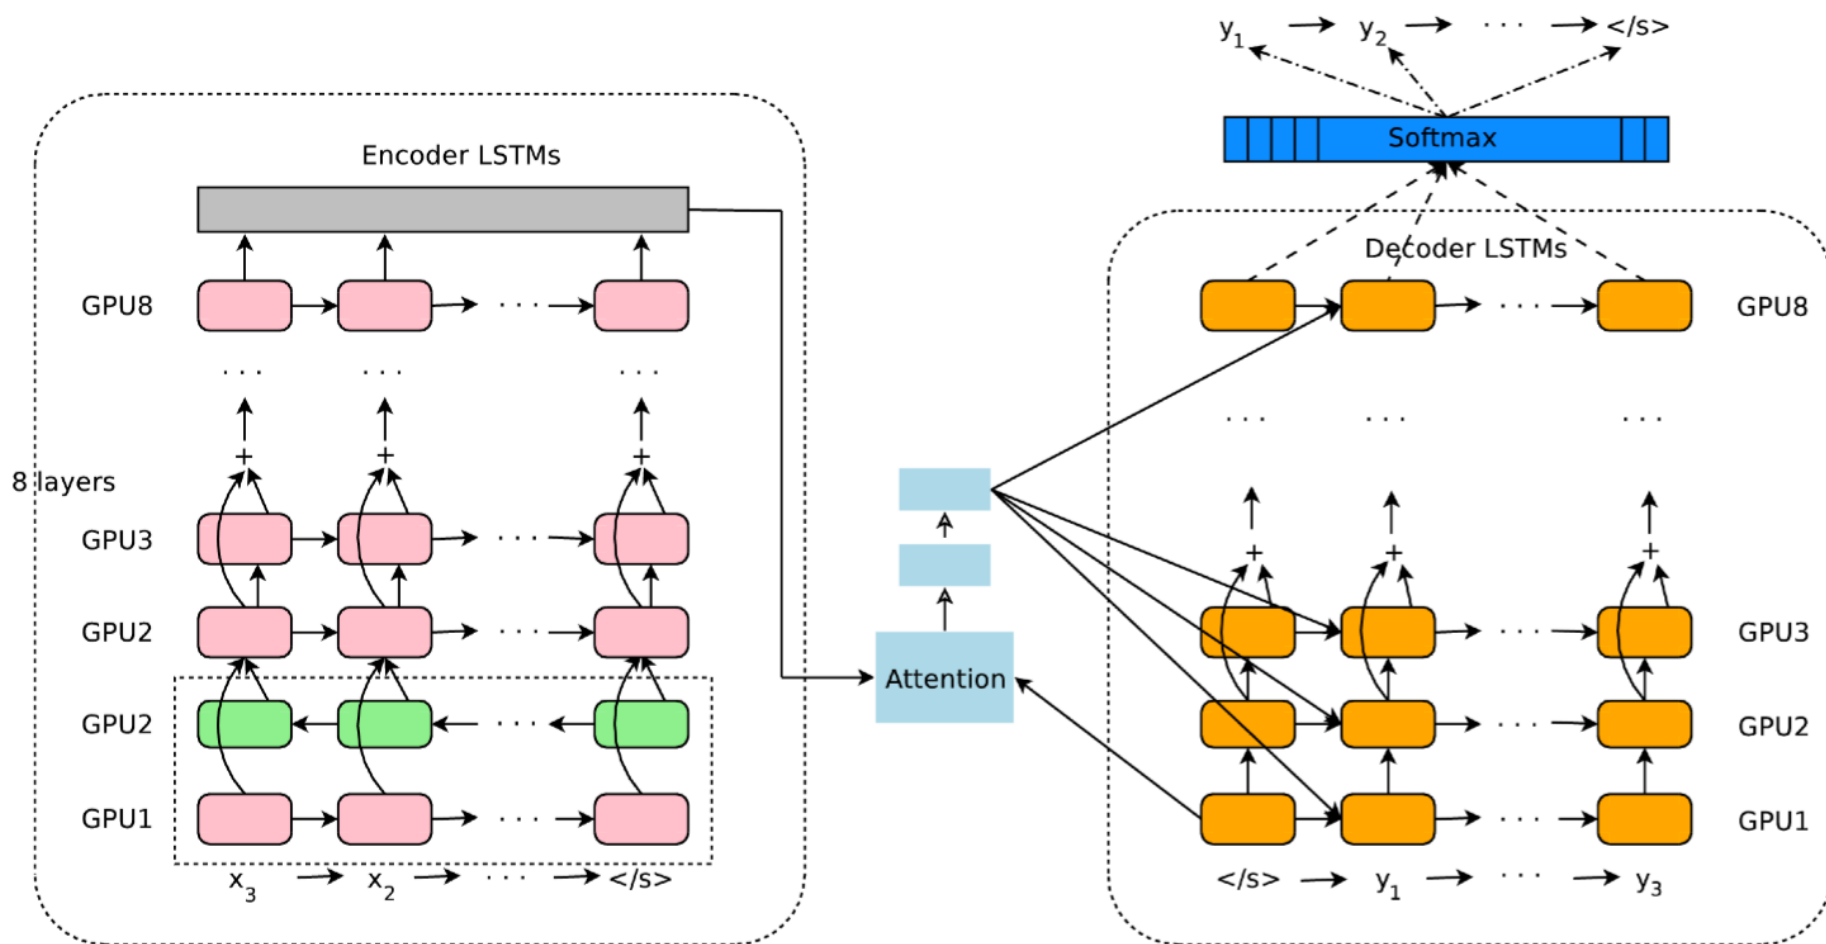 y1 y2 ... </s>
Softmax
Encoder LSTMs
Decoder LSTMs
GPU8 ... ... GPU8
... ... ...
... ... ...
+ + +
8 layers
GPU3 ...
+ + +
GPU2 ... ... GPU3
Attention
GPU2 ... ... GPU2
GPU1 ... ... GPU1
x3 x2 ... </s>
</s> y1 ... y3